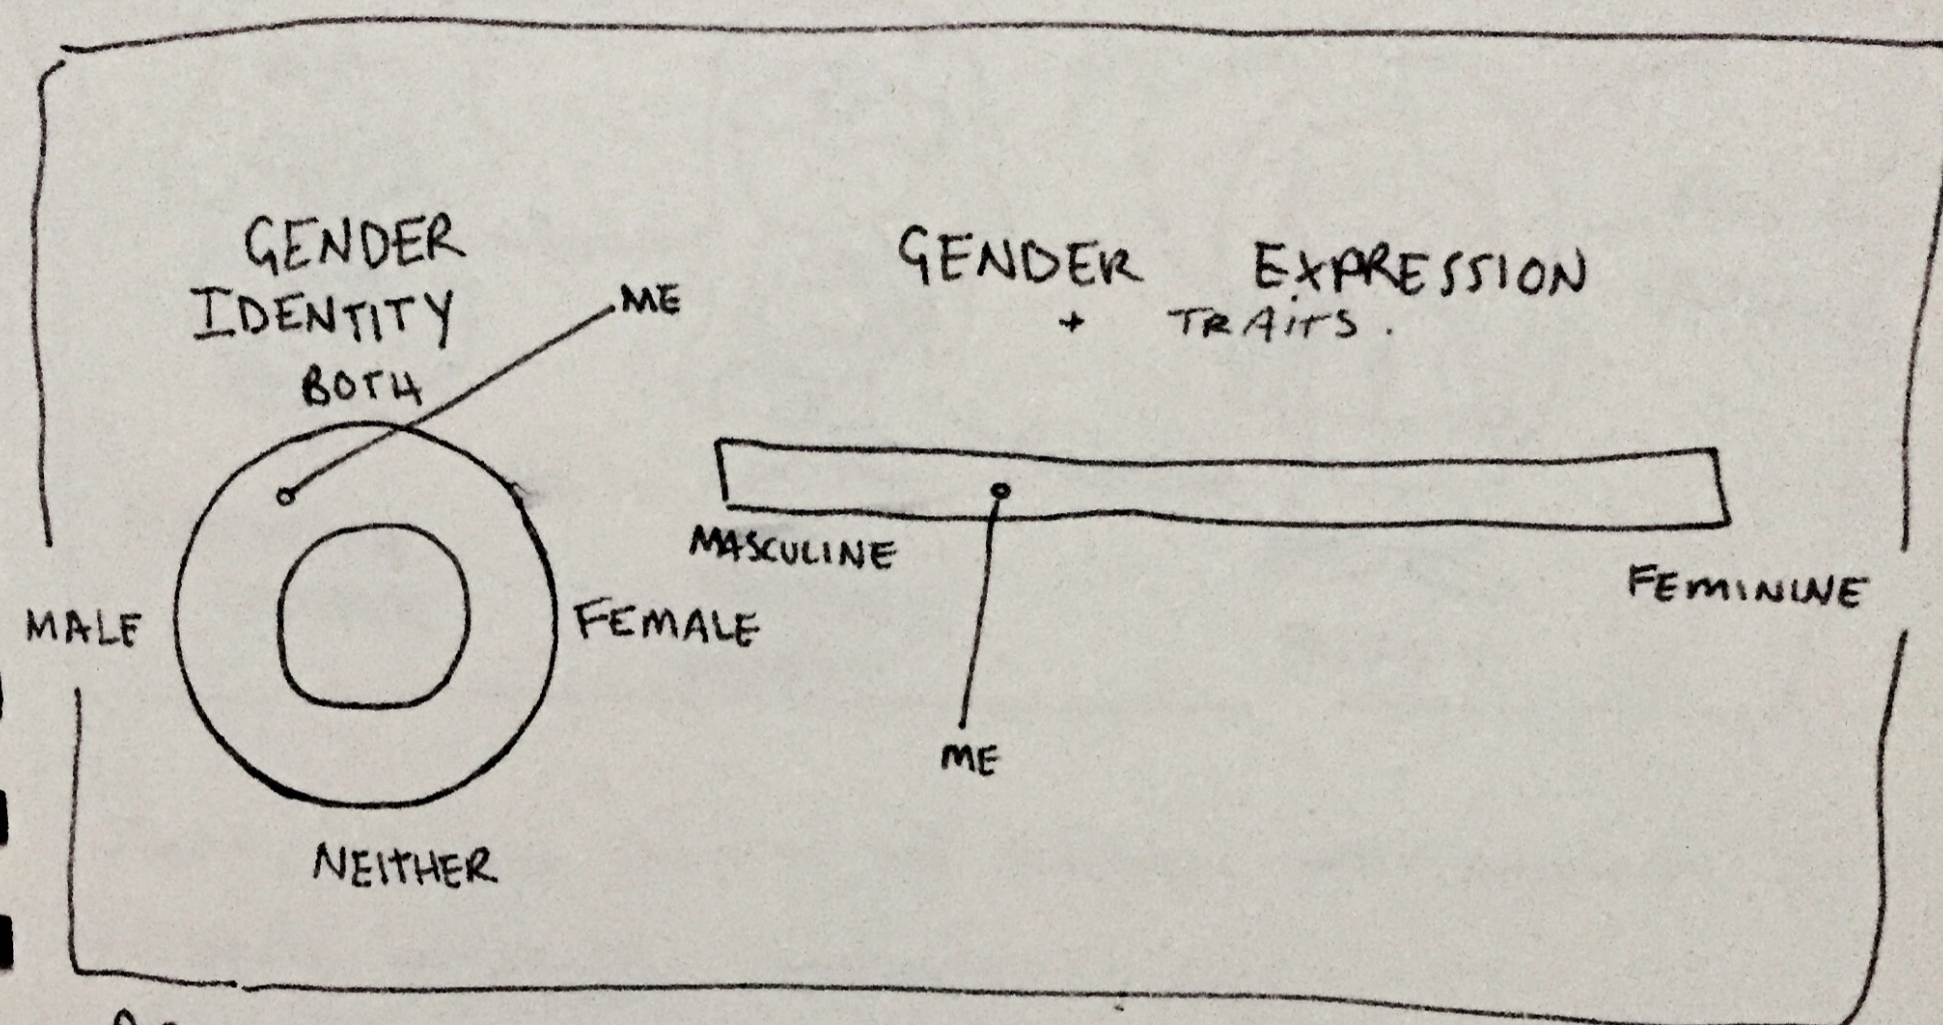 GENDER
IDENTITY
BOTH
ME
MALE
FEMALE
NEITHER
GENDER EXPRESSION
+ TRAITS.
MASCULINE
FEMININE
ME